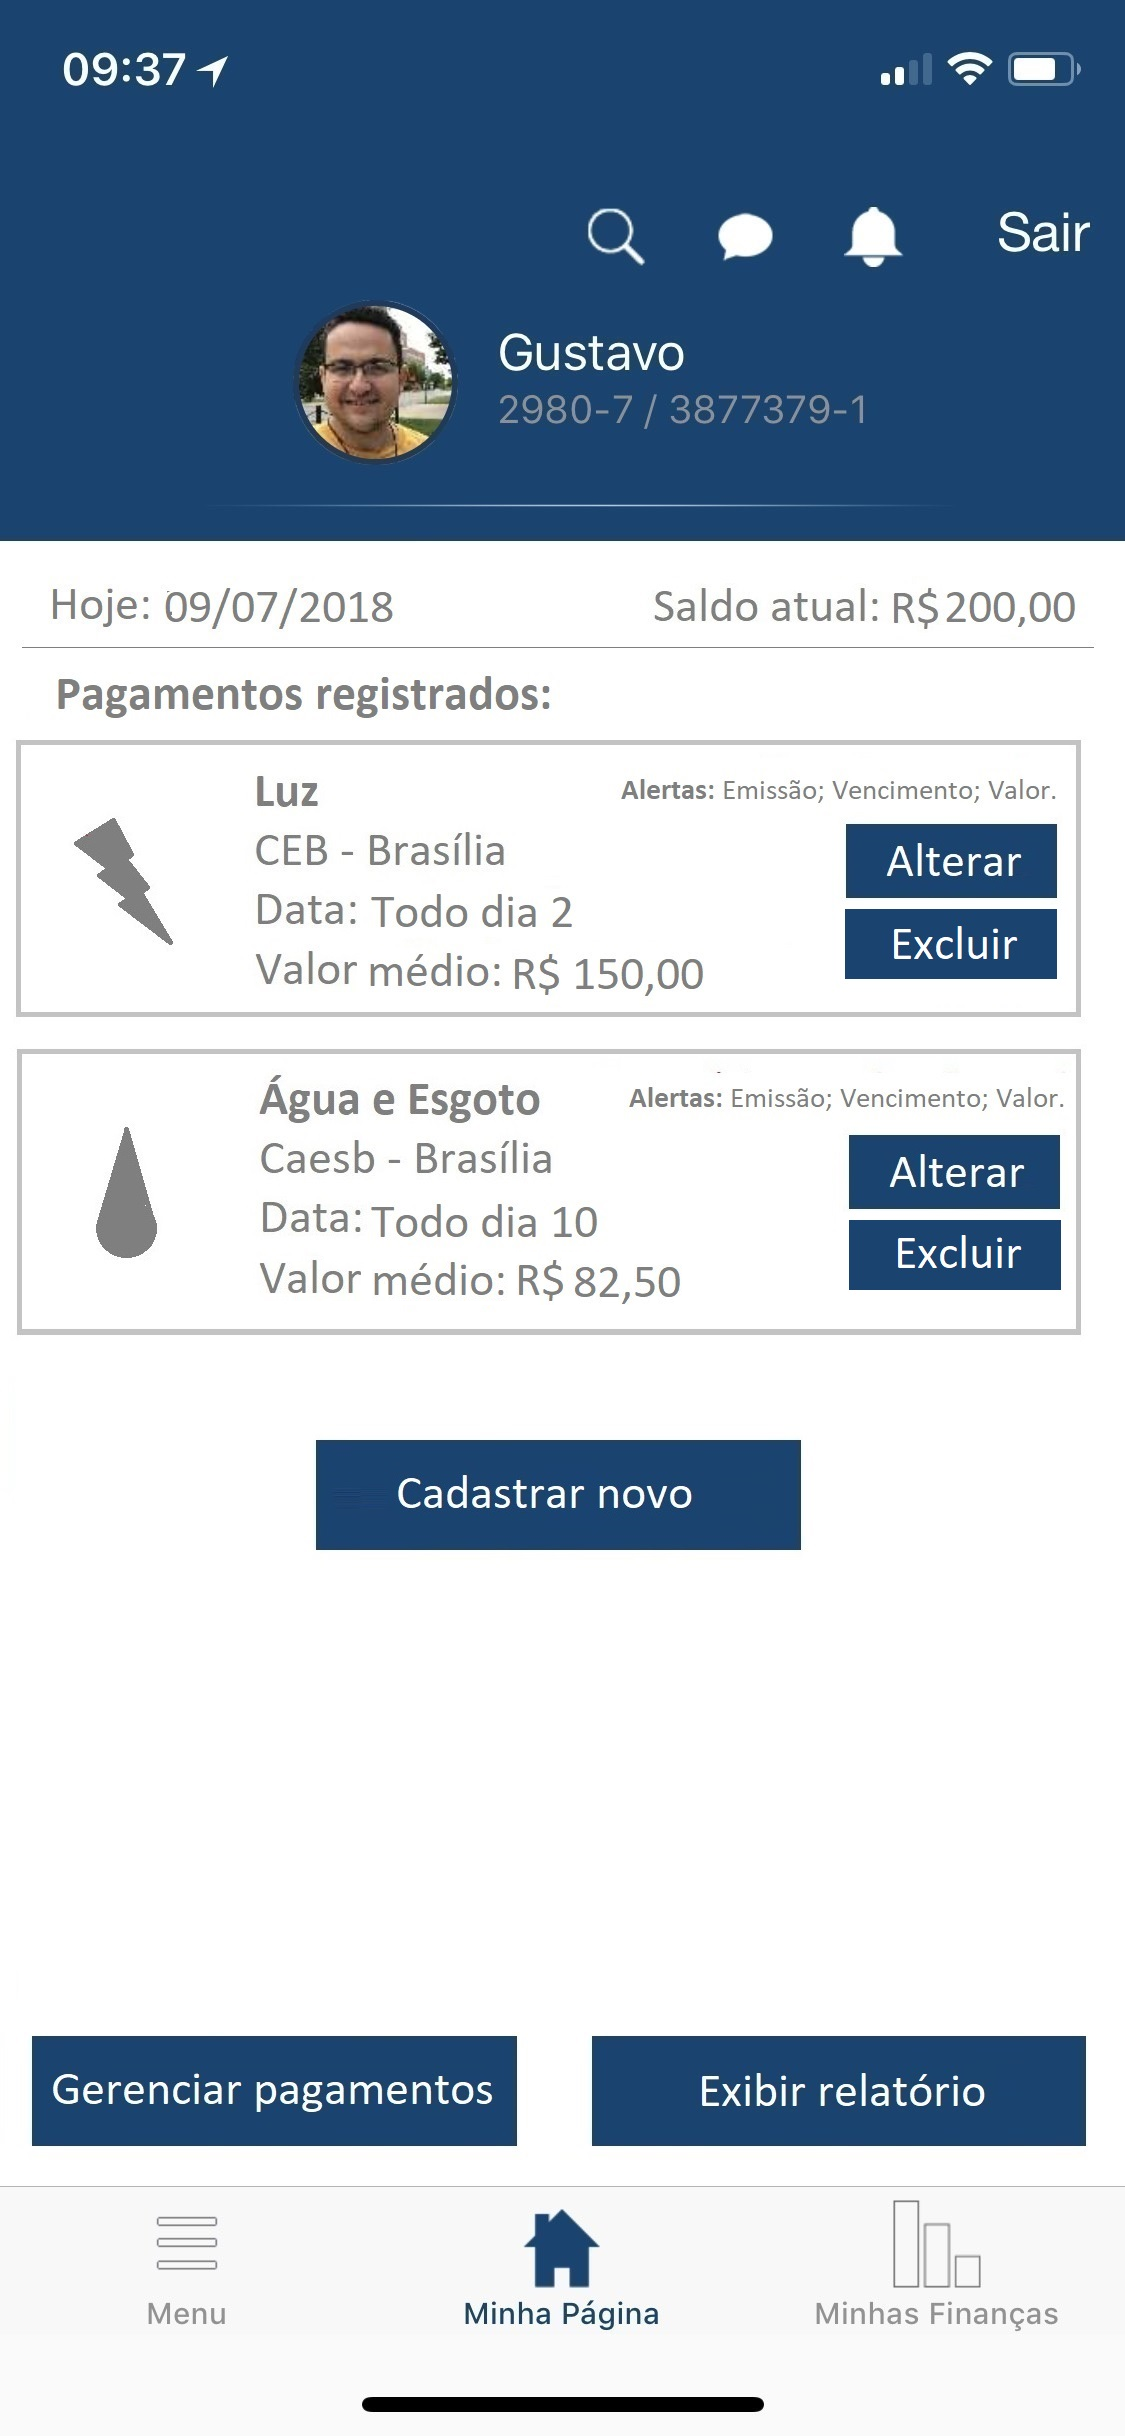 09:37
Sair
Gustavo
2980-7 / 3877379-1
Hoje: 09/07/2018 Saldo atual: R$ 200,00
Pagamentos registrados:
Luz
Alertas: Emissão; Vencimento; Valor.
CEB - Brasília
Alterar
Data: Todo dia 2
Excluir
Valor médio: R$ 150,00
Água e Esgoto
Alertas: Emissão; Vencimento; Valor.
Caesb - Brasília
Alterar
Data: Todo dia 10
Excluir
Valor médio: R$ 82,50
Cadastrar novo
Gerenciar pagamentos
Exibir relatório
Menu
Minha Página
Minhas Finanças